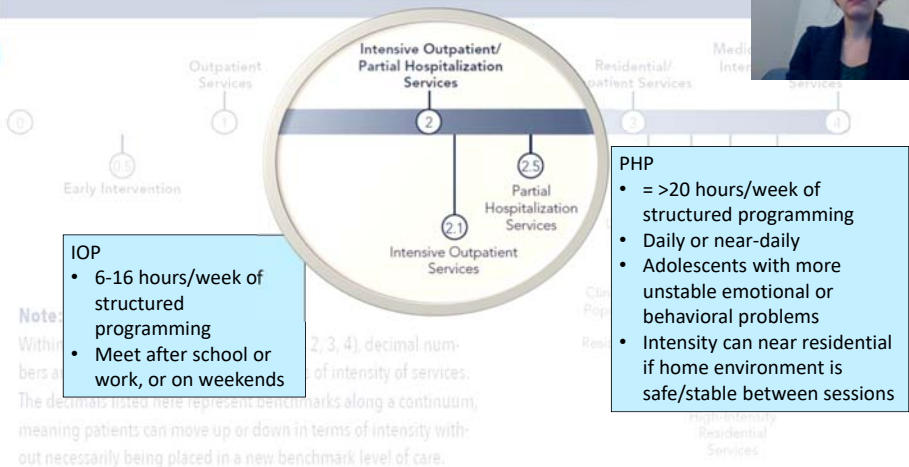 Intensive Outpatient/
Partial Hospitalization
Services
Outpatient
Services
Residential/
patient Services
Medic
Inten
Services
0
1
2
3
4
0.5
Early Intervention
2.5
Partial
Hospitalization
Services
2.1
Intensive Outpatient
Services
IOP
• 6-16 hours/week of
structured
programming
• Meet after school or
work, or on weekends
PHP
• = >20 hours/week of
structured programming
• Daily or near-daily
• Adolescents with more
unstable emotional or
behavioral problems
• Intensity can near residential
if home environment is
safe/stable between sessions
Note:
Within 2, 3, 4), decimal num-
bers of intensity of services.
The decimals listed here represent benchmarks along a continuum,
meaning patients can move up or down in terms of intensity with-
out necessarily being placed in a new benchmark level of care.
High-Intensity
Residential
Services